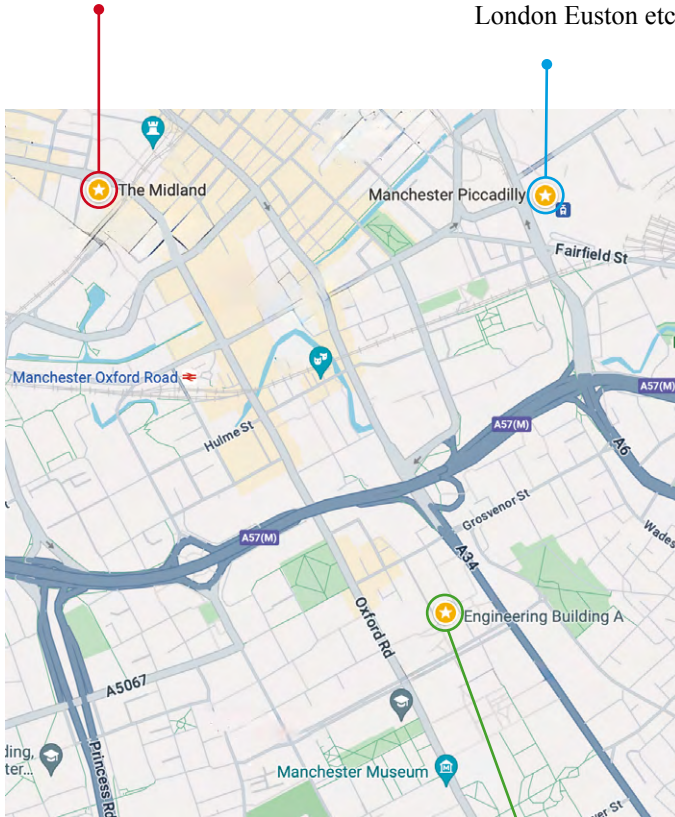 London Euston etc
The Midland
Manchester Piccadilly
Fairfield St
Manchester Oxford Road
A57(M)
Hulme St
A57(M)
A6
Grosvenor St
A57(M)
A34
Oxford Rd
Engineering Building A
A5067
Princess Rd
Manchester Museum